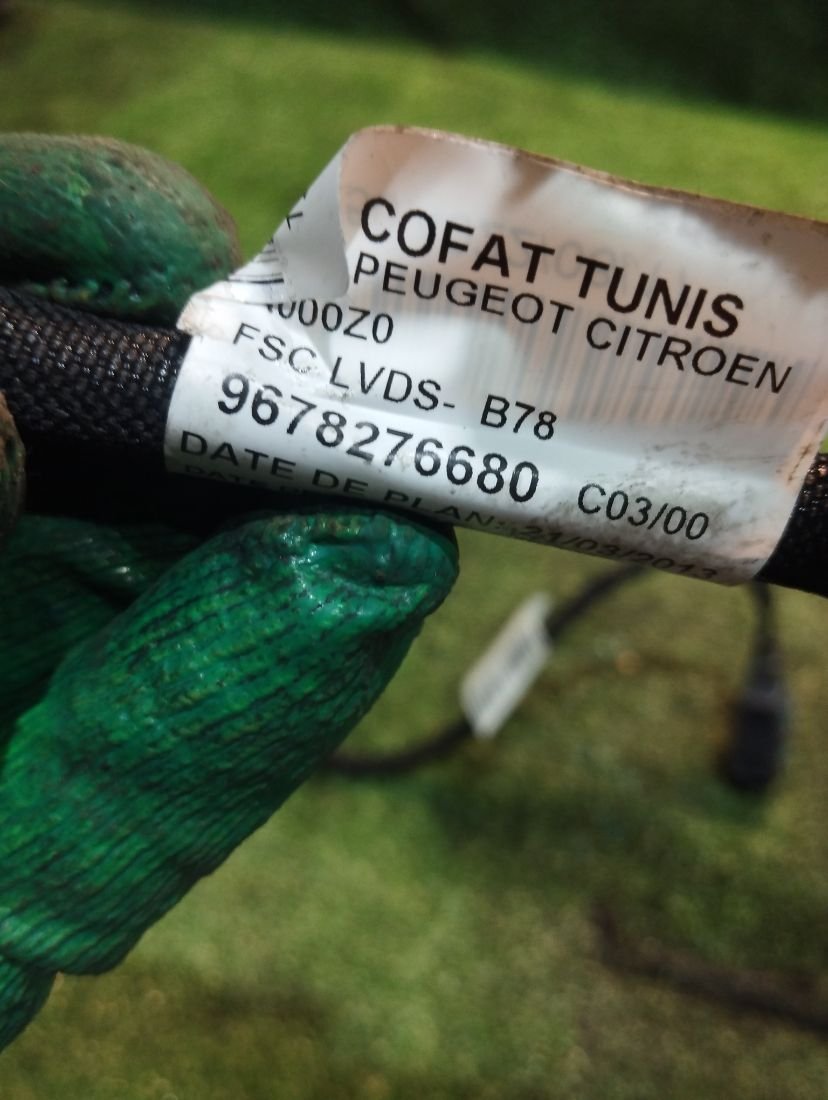 COFAT TUNIS
PEUGEOT CITROEN
000Z0
FSC LVDS- B78
9678276680 C03/00
DATE DE PLAN: 21/03/2013